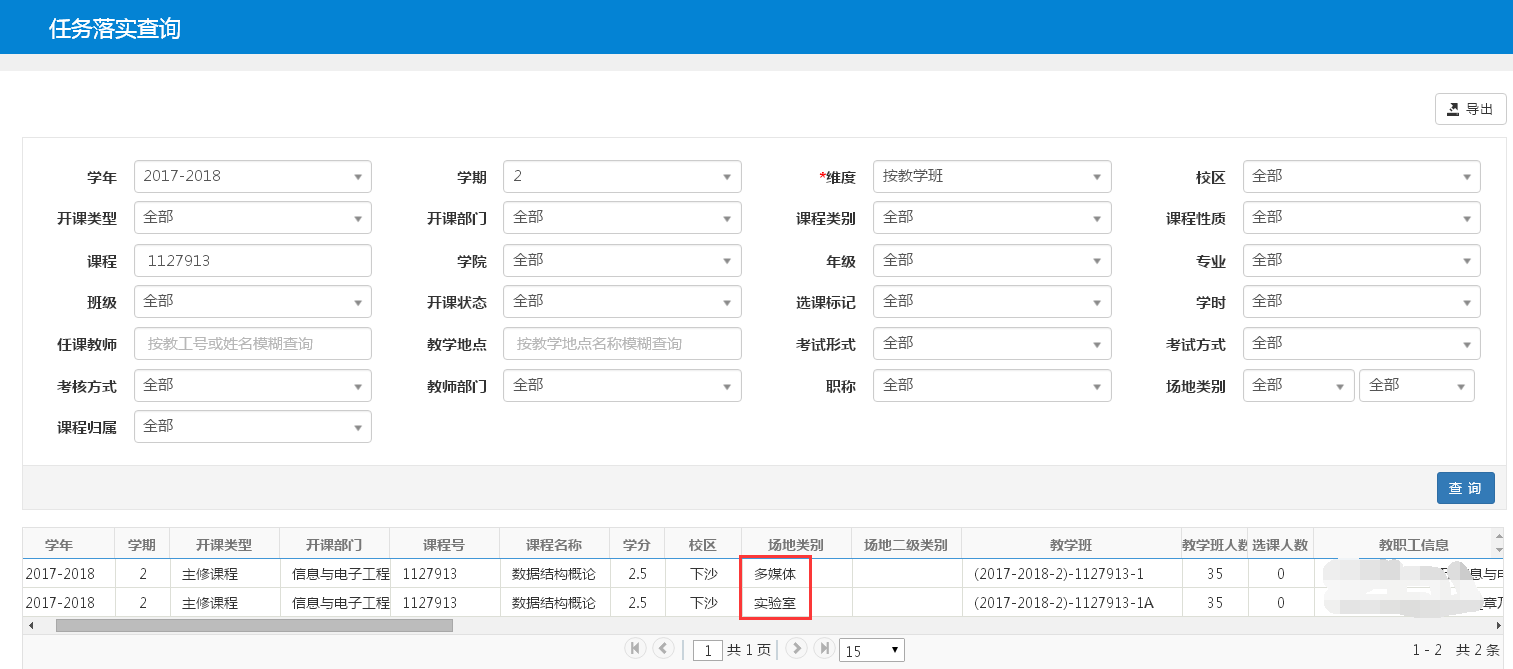 任务落实查询
导出
学年 2017-2018 学期 2 *维度 按教学班 校区 全部
开课类型 全部 开课部门 全部 课程类别 全部 课程性质 全部
课程 1127913 学院 全部 年级 全部 专业 全部
班级 全部 开课状态 全部 选课标记 全部 学时 全部
任课教师 按教工号或姓名模糊查询 教学地点 按教学地点名称模糊查询 考试形式 全部 考试方式 全部
考核方式 全部 教师部门 全部 职称 全部 场地类别 全部 全部
课程归属 全部
查 询
学年 学期 开课类型 开课部门 课程号 课程名称 学分 校区 场地类别 场地二级类别 教学班 教学班人数 选课人数 教职工信息
2017-2018 2 主修课程 信息与电子工程 1127913 数据结构概论 2.5 下沙 多媒体 (2017-2018-2)-1127913-1 35 0 息与电
2017-2018 2 主修课程 信息与电子工程 1127913 数据结构概论 2.5 下沙 实验室 (2017-2018-2)-1127913-1A 35 0
1 共 1 页 15 1 - 2 共 2 条